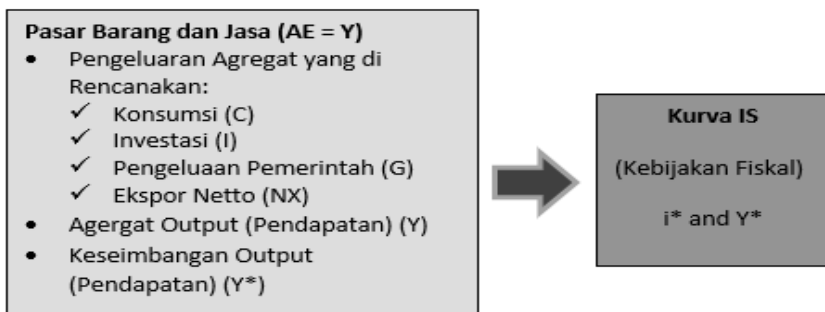 Pasar Barang dan Jasa (AE = Y)
• Pengeluaran Agregat yang di
Rencanakan:
✓ Konsumsi (C)
✓ Investasi (I)
✓ Pengeluaan Pemerintah (G)
✓ Ekspor Netto (NX)
• Agergat Output (Pendapatan) (Y)
• Keseimbangan Output
(Pendapatan) (Y*)
Kurva IS
(Kebijakan Fiskal)
i* and Y*